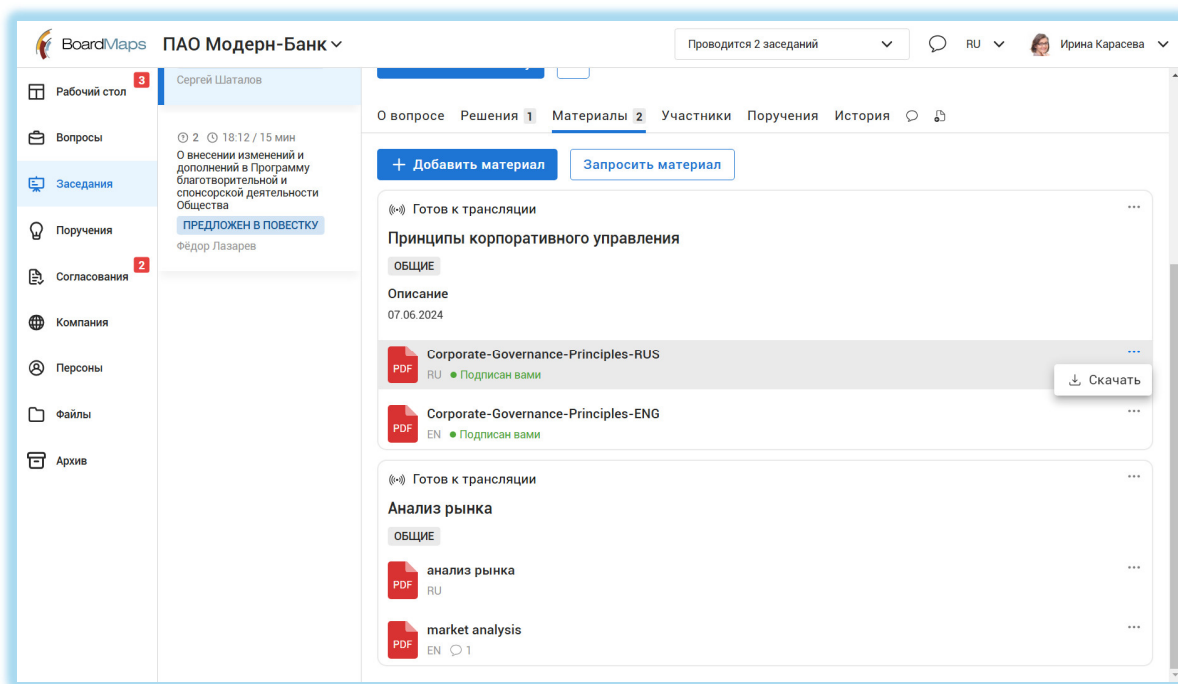 BoardMaps ПАО Модерн-Банк
Проводится 2 заседаний
RU
Ирина Карасева
Рабочий стол 3
Вопросы
Заседания
Поручения
Согласования 2
Компания
Персоны
Файлы
Архив
Сергей Шаталов
2 18:12 / 15 мин
О внесении изменений и
дополнений в Программу
благотворительной и
спонсорской деятельности
Общества
ПРЕДЛОЖЕН В ПОВЕСТКУ
Фёдор Лазарев
О вопросе Решения 1 Материалы 2 Участники Поручения История
+ Добавить материал Запросить материал
Готов к трансляции
Принципы корпоративного управления
ОБЩИЕ
Описание
07.06.2024
PDF Corporate-Governance-Principles-RUS
RU Подписан вами
Скачать
PDF Corporate-Governance-Principles-ENG
EN Подписан вами
Готов к трансляции
Анализ рынка
ОБЩИЕ
PDF анализ рынка
RU
PDF market analysis
EN 1